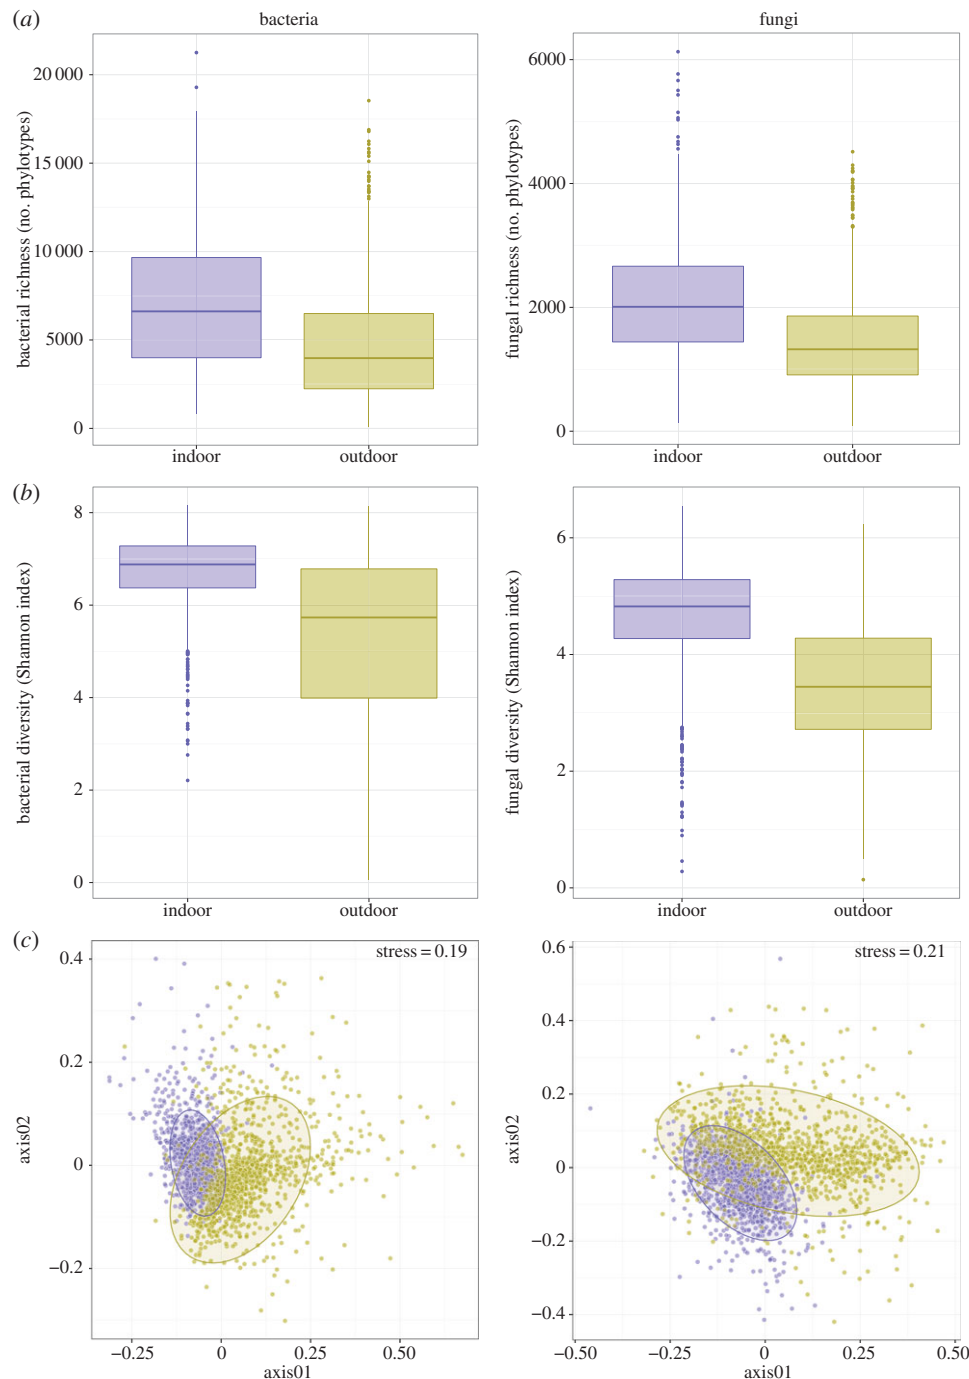 (a)
bacteria
fungi
bacterial richness (no. phylotypes)
20 000
15 000
10 000
5000
0
indoor
outdoor
fungal richness (no. phylotypes)
6000
4000
2000
0
indoor
outdoor
(b)
bacterial diversity (Shannon index)
8
6
4
2
0
indoor
outdoor
fungal diversity (Shannon index)
6
4
2
0
indoor
outdoor
(c)
stress = 0.19
axis02
0.4
0.2
0
−0.2
−0.25
0
0.25
0.50
axis01
stress = 0.21
axis02
0.6
0.4
0.2
0
−0.2
−0.4
−0.50
−0.25
0
0.25
0.50
axis01